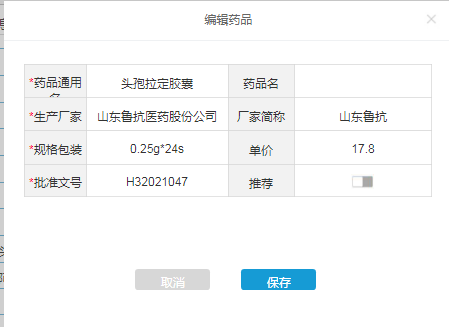 编辑药品
*药品通用名 头孢拉定胶囊 药品名
*生产厂家 山东鲁抗医药股份公司 厂家简称 山东鲁抗
*规格包装 0.25g*24s 单价 17.8
*批准文号 H32021047 推荐
取消 保存